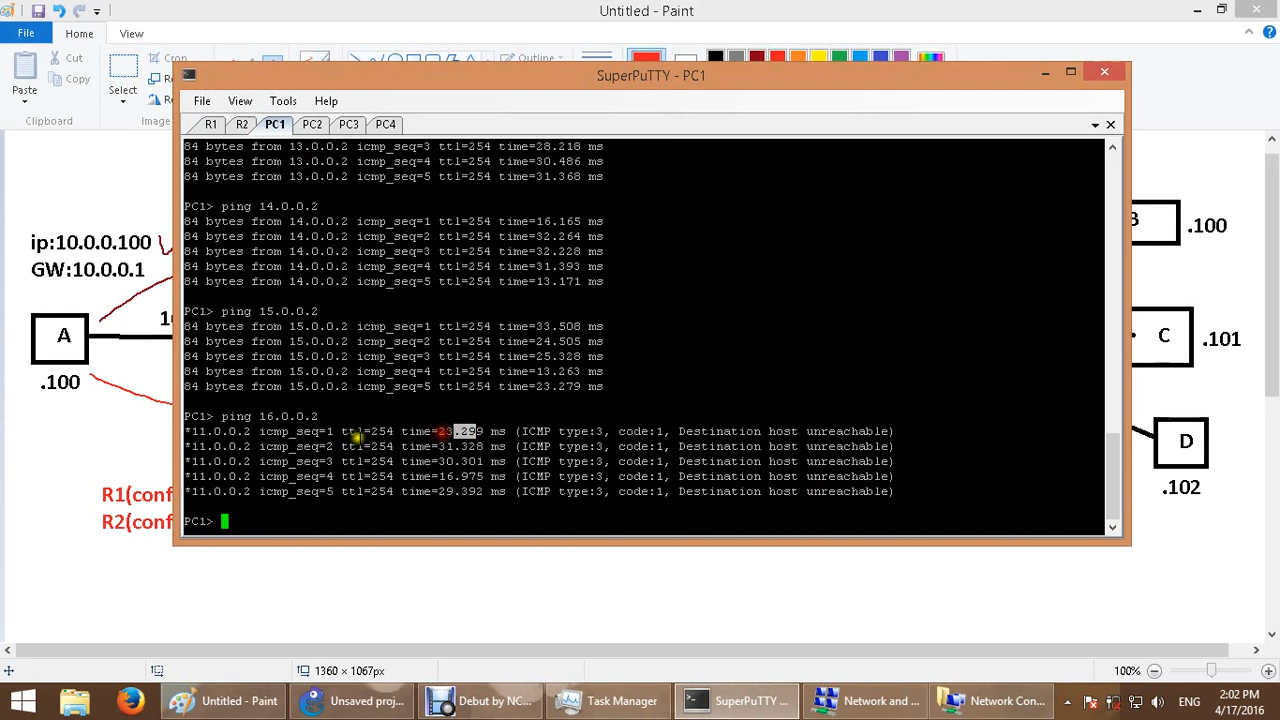 Untitled - Paint
File
Home
View
Paste
Cut
Copy
Clipboard
Select
Crop
Image
SuperPuTTY - PC1
File View Tools Help
R1 R2 PC1 PC2 PC3 PC4
84 bytes from 13.0.0.2 icmp_seq=3 ttl=254 time=28.218 ms
84 bytes from 13.0.0.2 icmp_seq=4 ttl=254 time=30.486 ms
84 bytes from 13.0.0.2 icmp_seq=5 ttl=254 time=31.368 ms
PC1> ping 14.0.0.2
84 bytes from 14.0.0.2 icmp_seq=1 ttl=254 time=16.165 ms
84 bytes from 14.0.0.2 icmp_seq=2 ttl=254 time=32.264 ms
84 bytes from 14.0.0.2 icmp_seq=3 ttl=254 time=32.228 ms
84 bytes from 14.0.0.2 icmp_seq=4 ttl=254 time=31.393 ms
84 bytes from 14.0.0.2 icmp_seq=5 ttl=254 time=13.171 ms
PC1> ping 15.0.0.2
84 bytes from 15.0.0.2 icmp_seq=1 ttl=254 time=33.508 ms
84 bytes from 15.0.0.2 icmp_seq=2 ttl=254 time=24.505 ms
84 bytes from 15.0.0.2 icmp_seq=3 ttl=254 time=25.328 ms
84 bytes from 15.0.0.2 icmp_seq=4 ttl=254 time=13.263 ms
84 bytes from 15.0.0.2 icmp_seq=5 ttl=254 time=23.279 ms
PC1> ping 16.0.0.2
*11.0.0.2 icmp_seq=1 ttl=254 time=23.299 ms (ICMP type:3, code:1, Destination host unreachable)
*11.0.0.2 icmp_seq=2 ttl=254 time=31.328 ms (ICMP type:3, code:1, Destination host unreachable)
*11.0.0.2 icmp_seq=3 ttl=254 time=30.301 ms (ICMP type:3, code:1, Destination host unreachable)
*11.0.0.2 icmp_seq=4 ttl=254 time=16.975 ms (ICMP type:3, code:1, Destination host unreachable)
*11.0.0.2 icmp_seq=5 ttl=254 time=29.392 ms (ICMP type:3, code:1, Destination host unreachable)
PC1>
ip:10.0.0.100
GW:10.0.0.1
A
.100
R1(conf
R2(conf
B .100
C .101
D
.102
1360 × 1067px
100%
Untitled - Paint
Unsaved proj...
Debut by NC...
Task Manager
SuperPuTTY ...
Network and ...
Network Con...
ENG
2:02 PM
4/17/2016